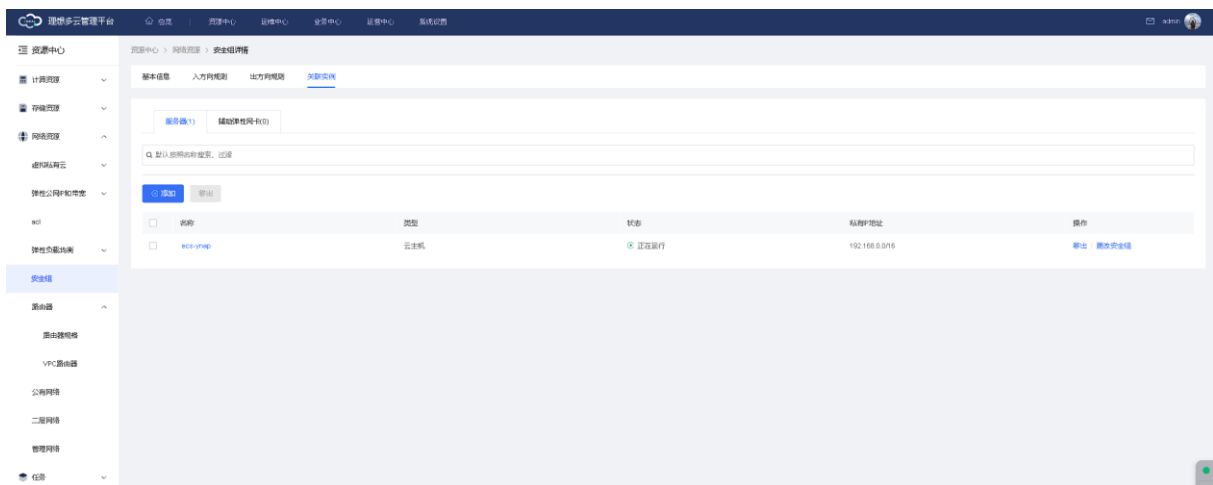 理想多云管理平台 总览 资源中心 运维中心 业务中心 运营中心 系统设置 admin
资源中心
资源中心 > 网络资源 > 安全组详情
计算资源
存储资源
网络资源
虚拟私有云
弹性公网IP和带宽
acl
弹性负载均衡
安全组
路由器
路由器规格
VPC路由器
公有网络
二层网络
管理网络
任务
基本信息 入方向规则 出方向规则 关联实例
服务器(1) 辅助弹性网卡(0)
默认按照名称搜索、过滤
添加 移出
名称 类型 状态 私有IP地址 操作
ecs-ynap 云主机 正在运行 192.168.0.0/16 移出 更改安全组